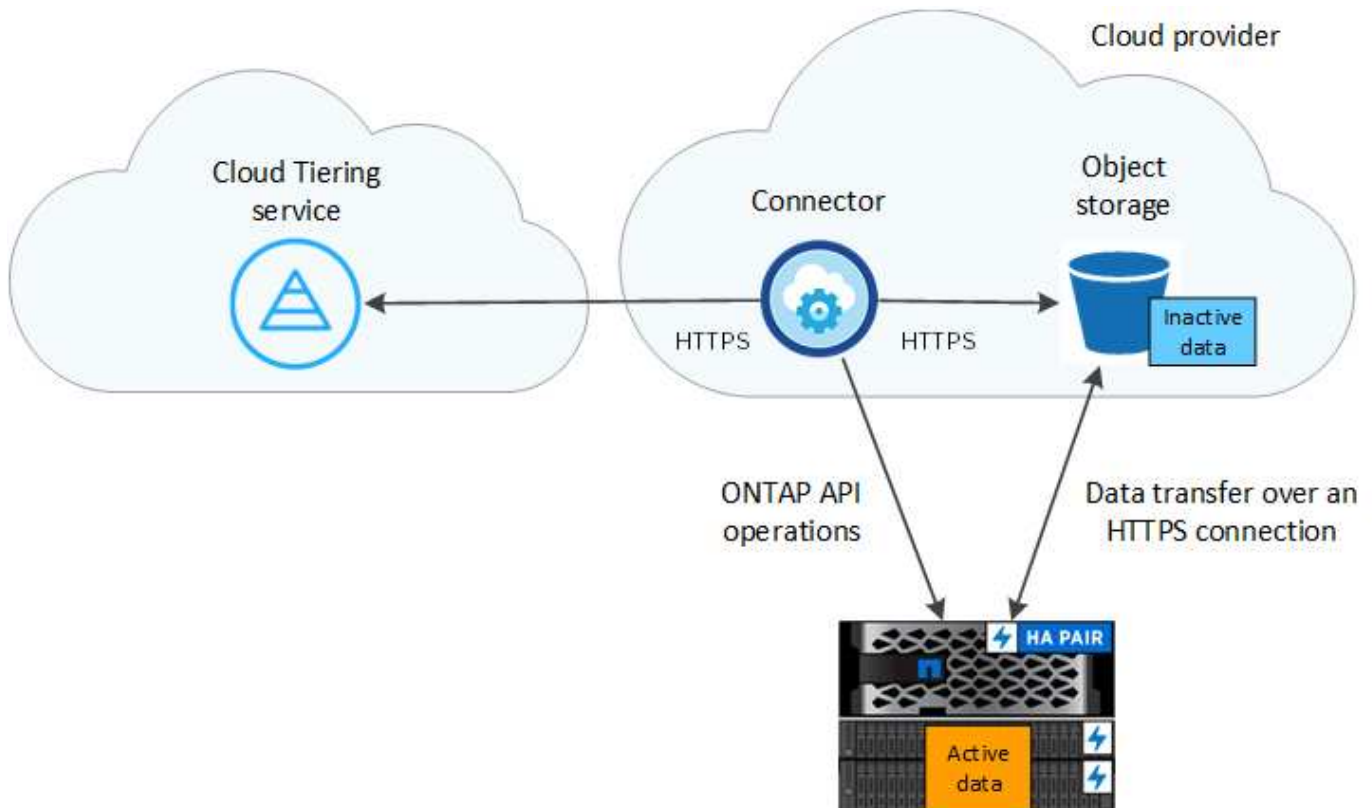 Cloud provider
Cloud Tiering
service
Connector
Object
storage
Inactive
data
HTTPS
HTTPS
ONTAP API
operations
Data transfer over an
HTTPS connection
HA PAIR
Active
data